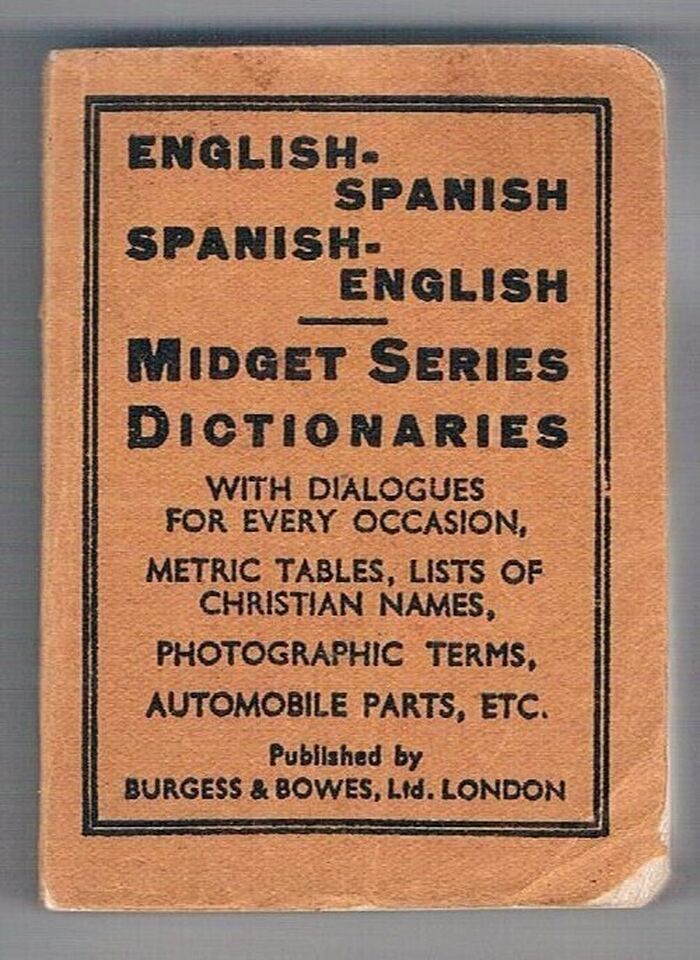 ENGLISH-
SPANISH
SPANISH-
ENGLISH
MIDGET SERIES
DICTIONARIES
WITH DIALOGUES
FOR EVERY OCCASION,
METRIC TABLES, LISTS OF
CHRISTIAN NAMES,
PHOTOGRAPHIC TERMS,
AUTOMOBILE PARTS, ETC.
Published by
BURGESS & BOWES, Ltd. LONDON